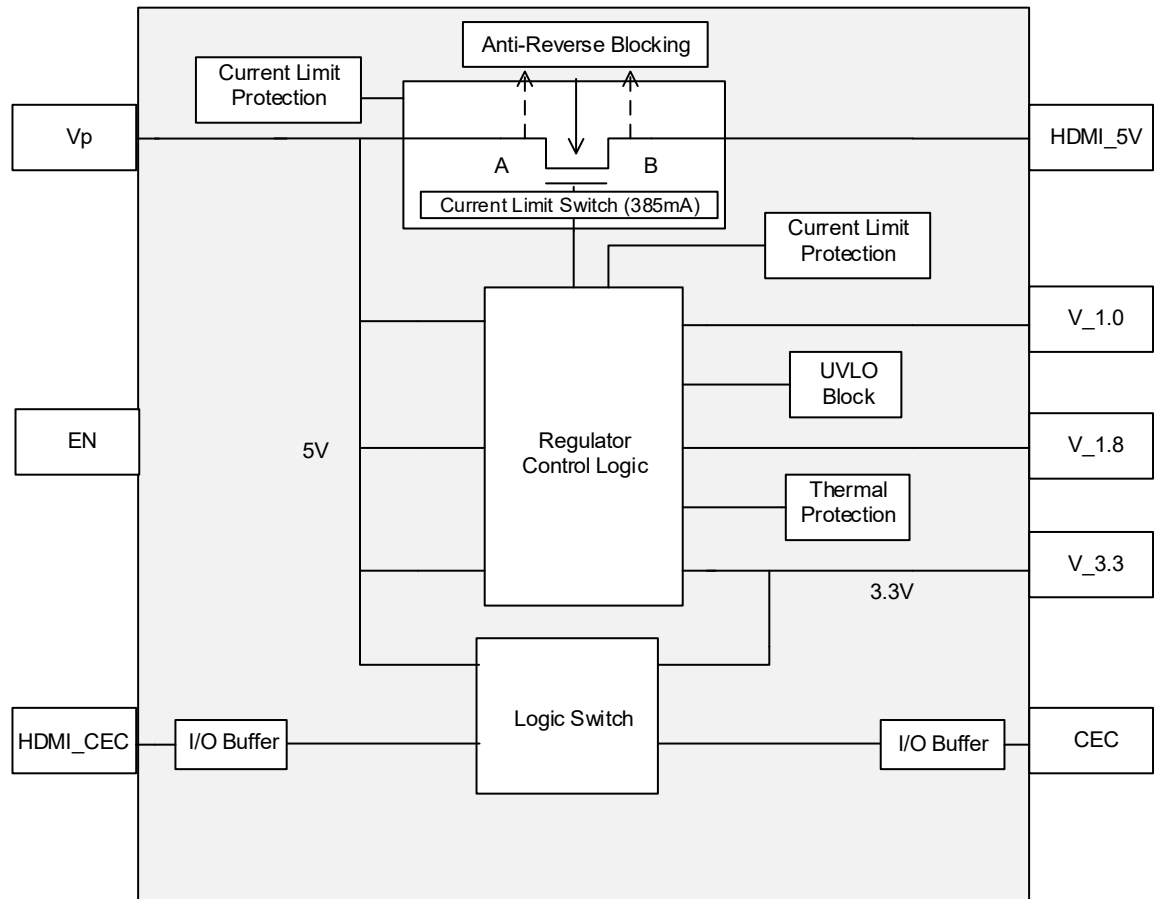 Anti-Reverse Blocking
Current Limit
Protection
Vp
HDMI_5V
A
B
Current Limit Switch (385mA)
Current Limit
Protection
V_1.0
UVLO
Block
EN
5V
Regulator
Control Logic
V_1.8
Thermal
Protection
V_3.3
3.3V
HDMI_CEC
I/O Buffer
Logic Switch
I/O Buffer
CEC